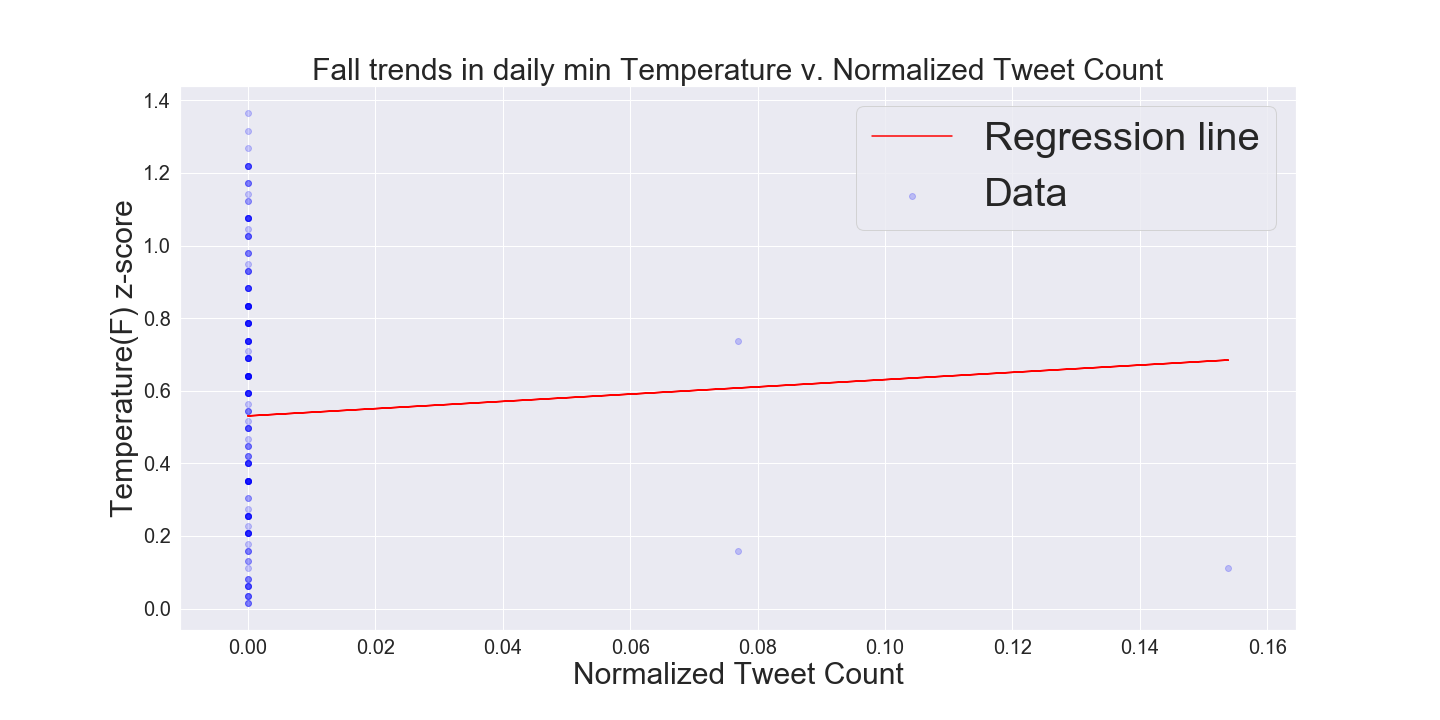 Fall trends in daily min Temperature v. Normalized Tweet Count
Regression line
Data
Temperature(F) z-score
1.4
1.2
1.0
0.8
0.6
0.4
0.2
0.0
0.00 0.02 0.04 0.06 0.08 0.10 0.12 0.14 0.16
Normalized Tweet Count